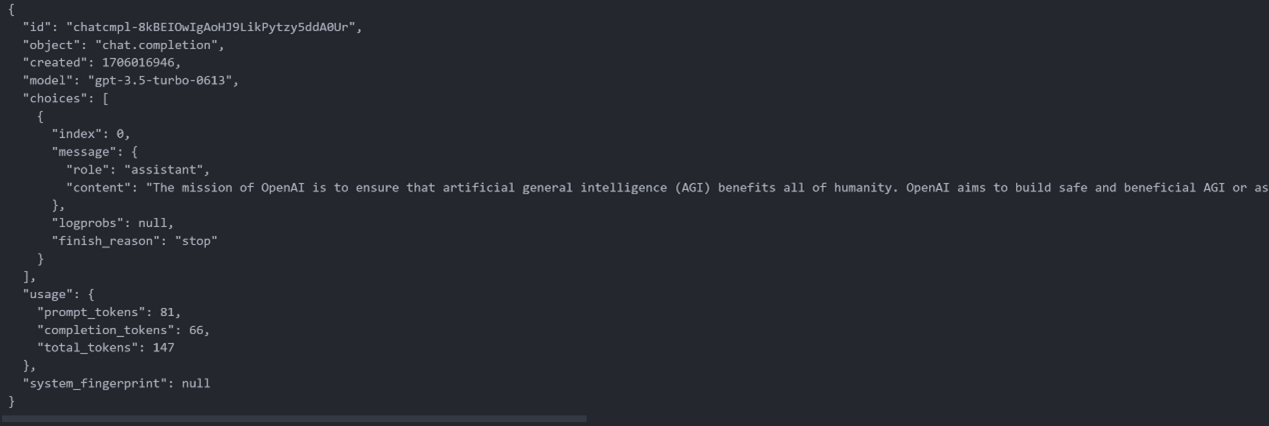 {
"id": "chatcmpl-8kBEIOwIgAoHJ9LikPytzy5ddA0Ur",
"object": "chat.completion",
"created": 1706016946,
"model": "gpt-3.5-turbo-0613",
"choices": [
{
"index": 0,
"message": {
"role": "assistant",
"content": "The mission of OpenAI is to ensure that artificial general intelligence (AGI) benefits all of humanity. OpenAI aims to build safe and beneficial AGI or as
},
"logprobs": null,
"finish_reason": "stop"
}
],
"usage": {
"prompt_tokens": 81,
"completion_tokens": 66,
"total_tokens": 147
},
"system_fingerprint": null
}